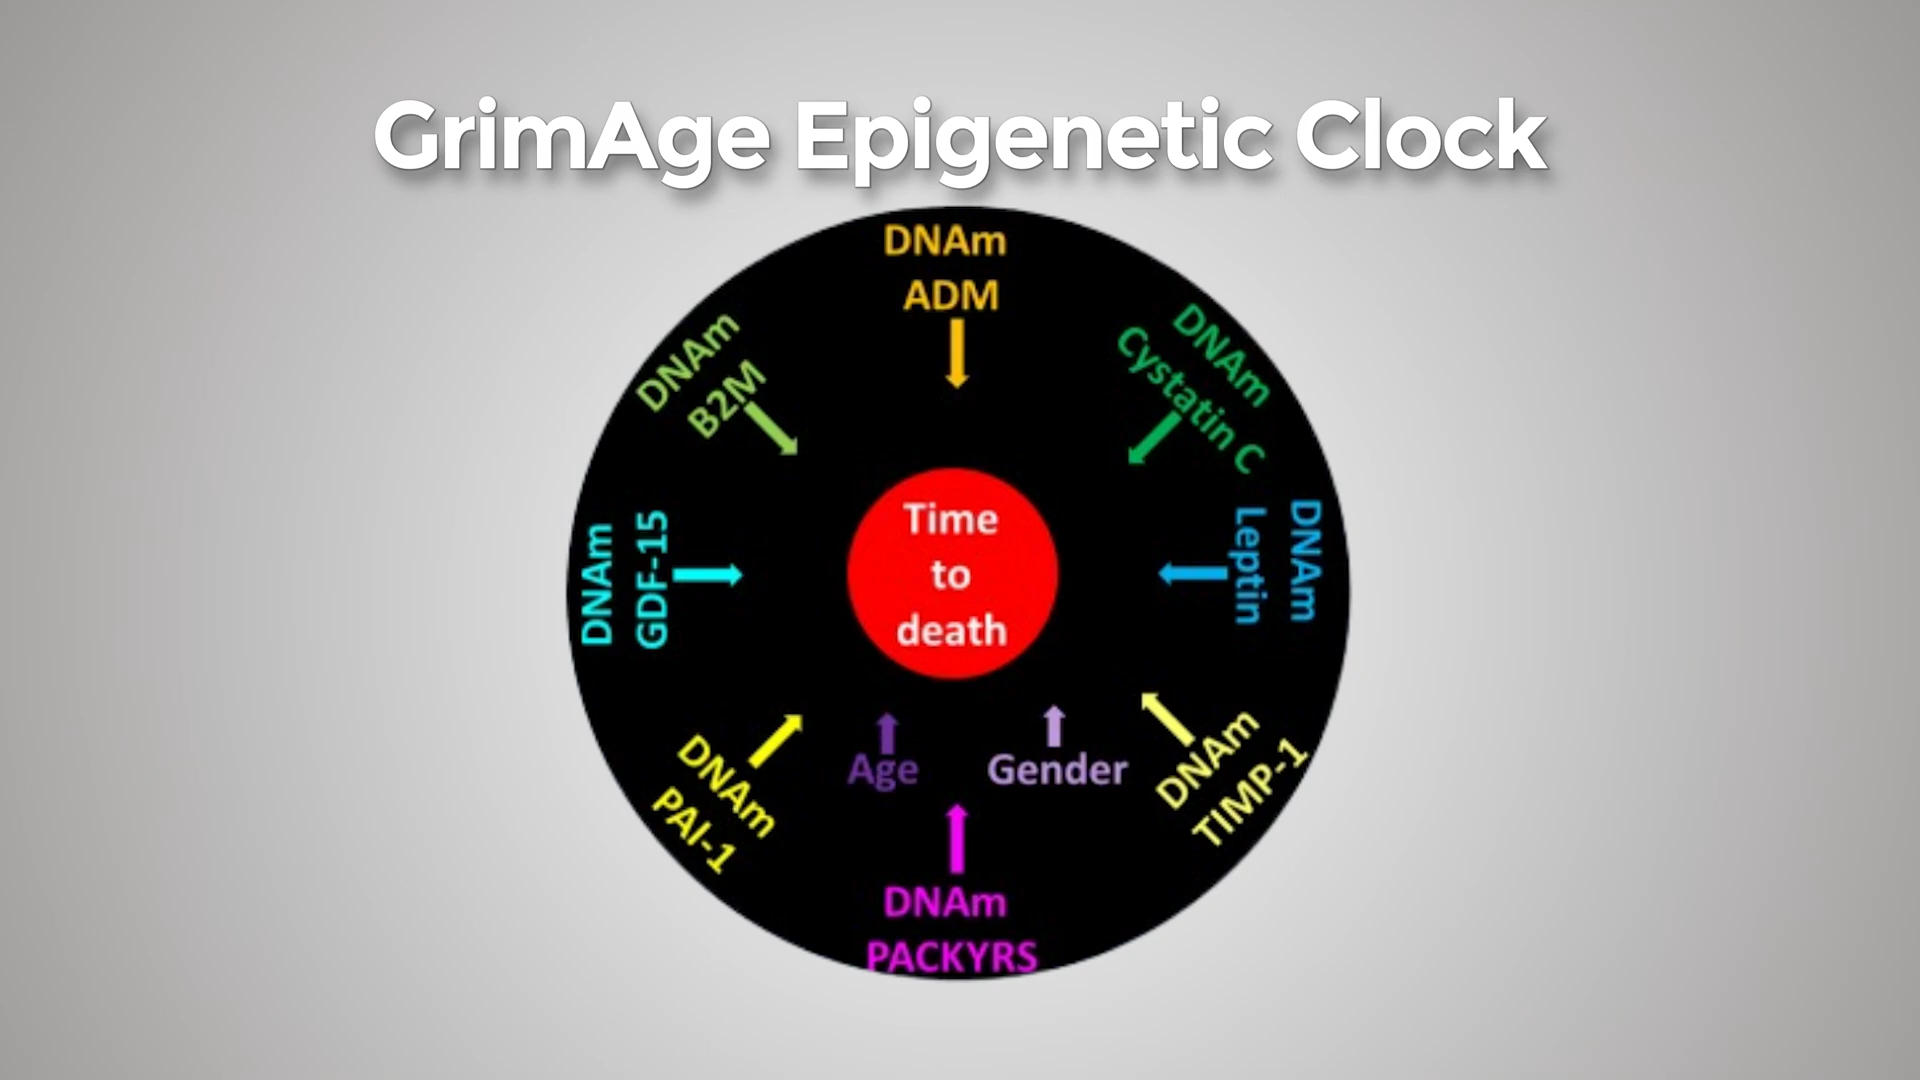 GrimAge Epigenetic Clock
DNAm
ADM
DNAm
Cystatin C
DNAm
Leptin
DNAm
TIMP-1
DNAm
PACKYRS
DNAm
PAI-1
DNAm
GDF-15
DNAm
B2M
Time
to
death
Age
Gender